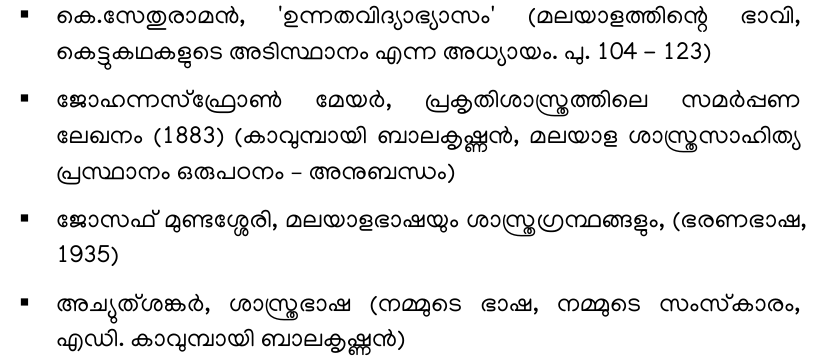 ▪ കെ.സേതുരാമൻ, 'ഉന്നതവിദ്യാഭ്യാസം' (മലയാളത്തിന്റെ ഭാവി,
കെട്ടുകഥകളുടെ അടിസ്ഥാനം എന്ന അധ്യായം. പു. 104 – 123)
▪ ജോഹന്നസ്ഫ്രോൺ മേയർ, പ്രകൃതിശാസ്ത്രത്തിലെ സമർപ്പണ
ലേഖനം (1883) (കാവുമ്പായി ബാലകൃഷ്ണൻ, മലയാള ശാസ്ത്രസാഹിത്യ
പ്രസ്ഥാനം ഒരുപഠനം – അനുബന്ധം)
▪ ജോസഫ് മുണ്ടശ്ശേരി, മലയാളഭാഷയും ശാസ്ത്രഗ്രന്ഥങ്ങളും, (ഭരണഭാഷ,
1935)
▪ അച്യുത്ശങ്കർ, ശാസ്ത്രഭാഷ (നമ്മുടെ ഭാഷ, നമ്മുടെ സംസ്കാരം,
എഡി. കാവുമ്പായി ബാലകൃഷ്ണൻ)